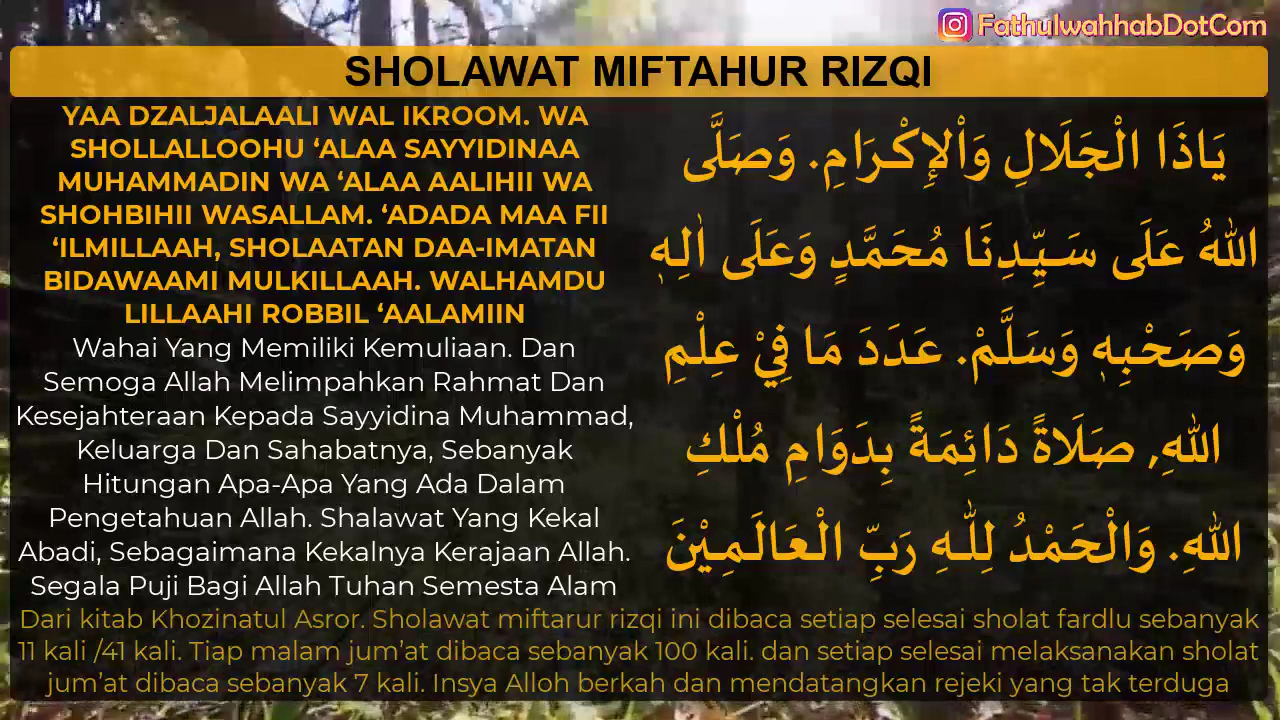 FathulwahhabDotCom
SHOLAWAT MIFTAHUR RIZQI
YAA DZALJALAALI WAL IKROOM. WA
SHOLLALLOOHU ‘ALAA SAYYIDINAA
MUHAMMADIN WA ‘ALAA AALIHII WA
SHOHBIHII WASALLAM. ‘ADADA MAA FII
‘ILMILLAAH, SHOLAATAN DAA-IMATAN
BIDAWAAMI MULKILLAAH. WALHAMDU
LILLAAHI ROBBIL ‘AALAMIIN
Wahai Yang Memiliki Kemuliaan. Dan
Semoga Allah Melimpahkan Rahmat Dan
Kesejahteraan Kepada Sayyidina Muhammad,
Keluarga Dan Sahabatnya, Sebanyak
Hitungan Apa-Apa Yang Ada Dalam
Pengetahuan Allah. Shalawat Yang Kekal
Abadi, Sebagaimana Kekalnya Kerajaan Allah.
Segala Puji Bagi Allah Tuhan Semesta Alam
يَاذَا الْجَلَالِ وَاْلاِكْرَامِ. وَصَلَّى
اللهُ عَلَى سَيِّدِنَا مُحَمَّدٍ وَعَلَى اٰلِهٖ
وَصَحْبِهٖ وَسَلَّمْ. عَدَدَ مَا فِيْ عِلْمِ
اللهِ, صَلَاةً دَائِمَةً بِدَوَامِ مُلْكِ
اللهِ. وَالْحَمْدُ لِلّٰهِ رَبِّ الْعَالَمِيْنَ
Dari kitab Khozinatul Asror. Sholawat miftarur rizqi ini dibaca setiap selesai sholat fardlu sebanyak
11 kali /41 kali. Tiap malam jum’at dibaca sebanyak 100 kali. dan setiap selesai melaksanakan sholat
jum’at dibaca sebanyak 7 kali. Insya Alloh berkah dan mendatangkan rejeki yang tak terduga